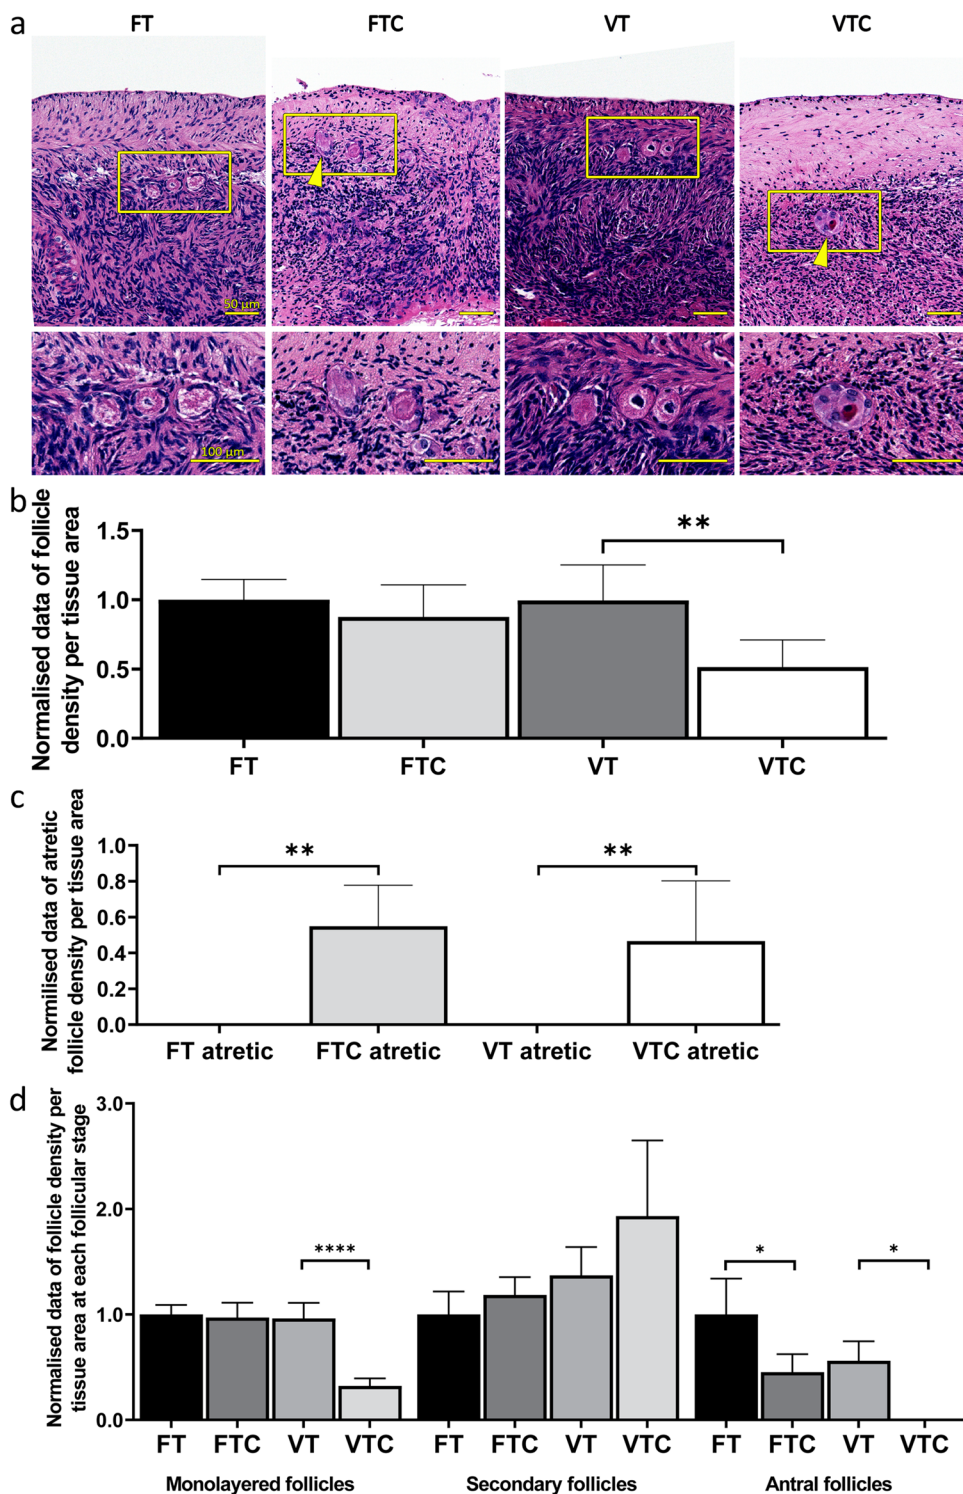 a
FT FTC VT VTC
50 µm
100 µm
b
Normalised data of follicle
density per tissue area
1.5
1.0
0.5
0.0
**
FT FTC VT VTC
c
Normilised data of atretic
follicle density per tissue area
1.0
0.8
0.6
0.4
0.2
0.0
** **
FT atretic FTC atretic VT atretic VTC atretic
d
Normalised data of follicle density per
tissue area at each follicular stage
3.0
2.0
1.0
0.0
**** * *
FT FTC VT VTC FT FTC VT VTC FT FTC VT VTC
Monolayered follicles Secondary follicles Antral follicles